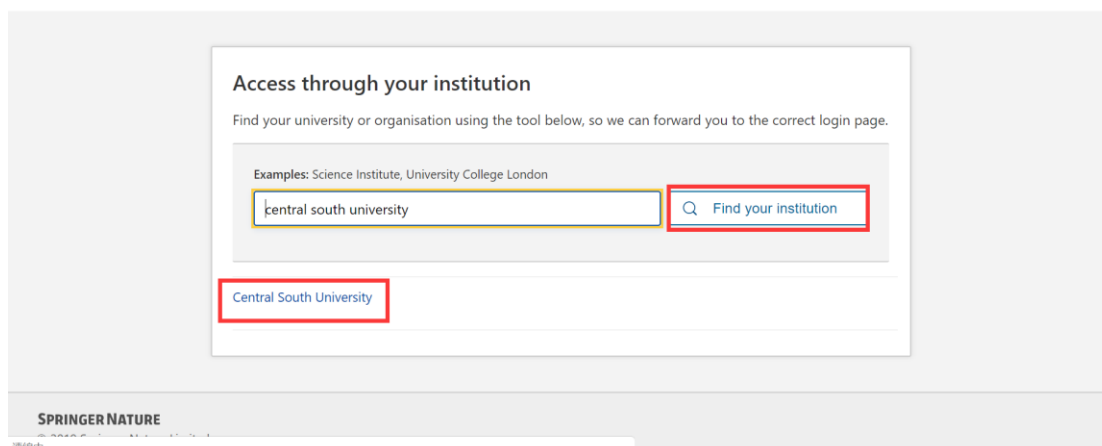 Access through your institution
Find your university or organisation using the tool below, so we can forward you to the correct login page.
Examples: Science Institute, University College London
central south university
Find your institution
Central South University
SPRINGER NATURE